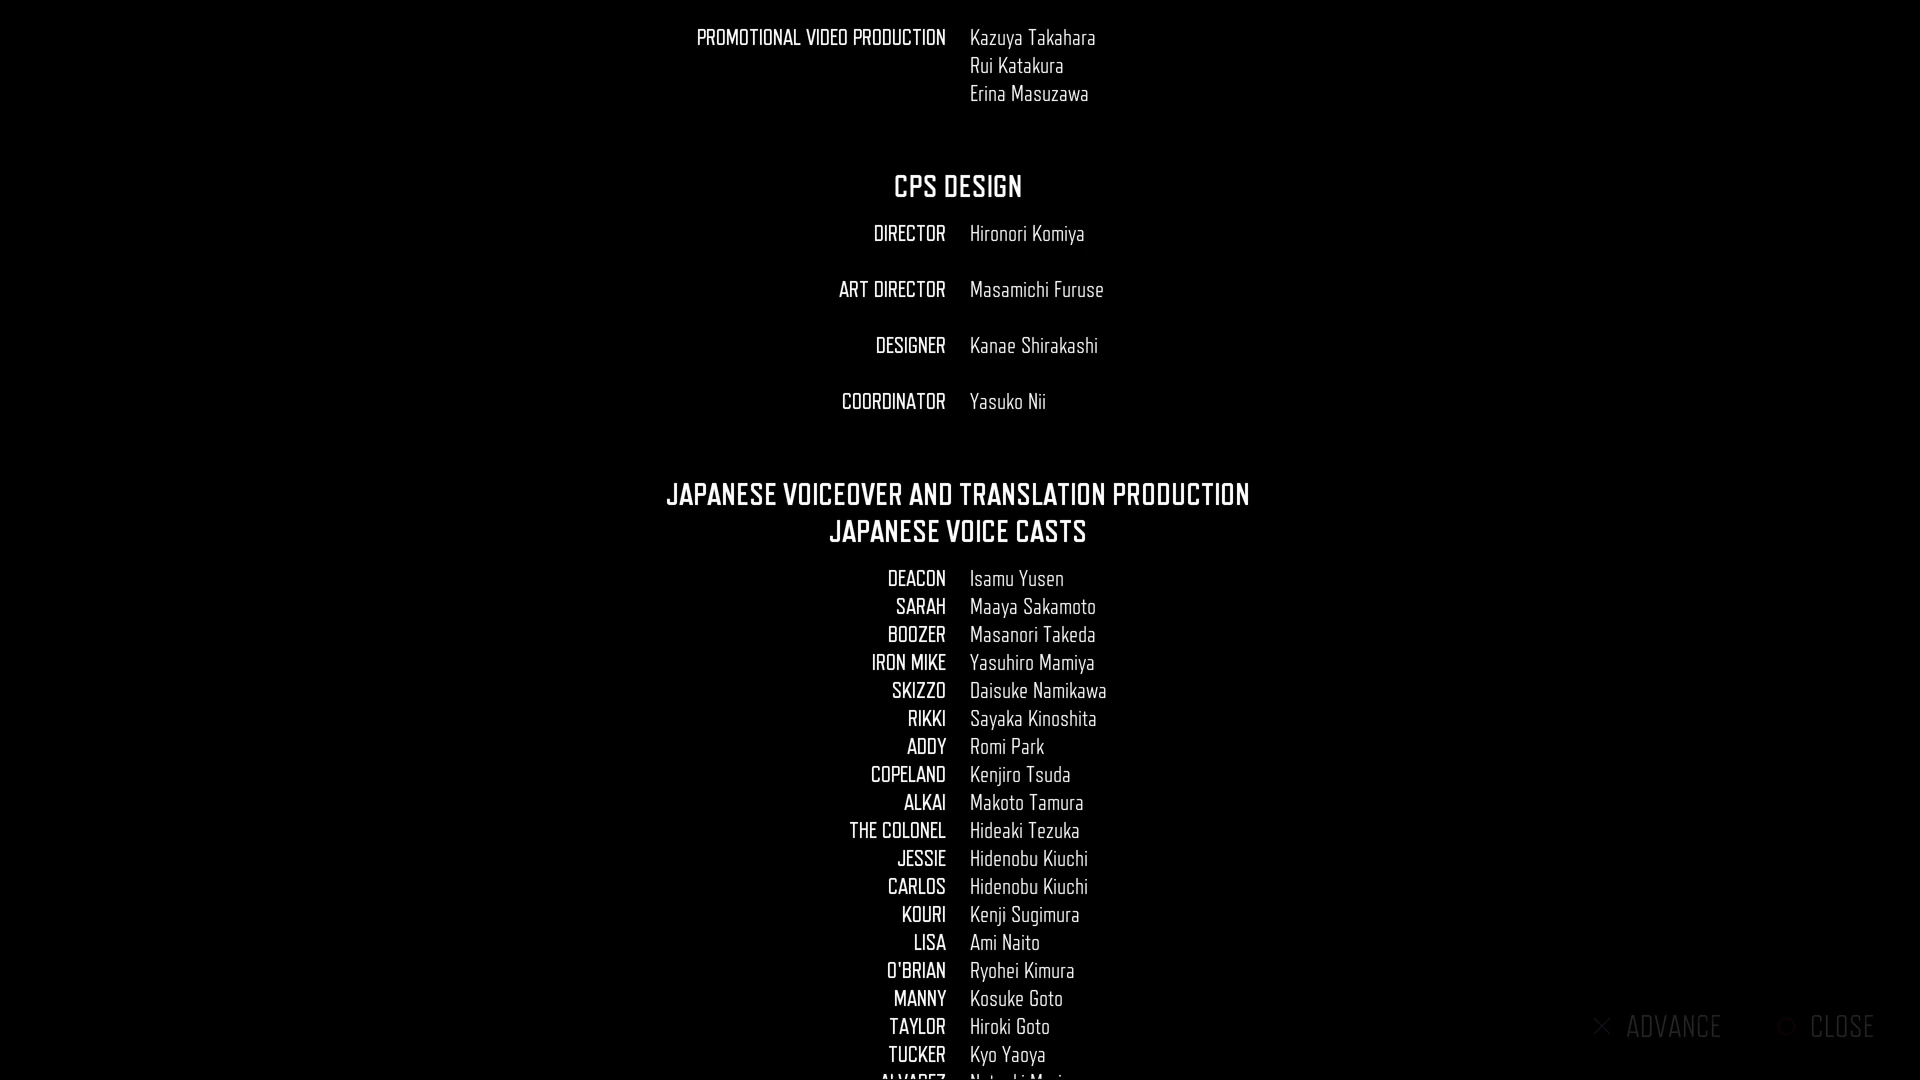 PROMOTIONAL VIDEO PRODUCTION Kazuya Takahara
Rui Katakura
Erina Masuzawa
CPS DESIGN
DIRECTOR Hironori Komiya
ART DIRECTOR Masamichi Furuse
DESIGNER Kanae Shirakashi
COORDINATOR Yasuko Nii
JAPANESE VOICEOVER AND TRANSLATION PRODUCTION
JAPANESE VOICE CASTS
DEACON Isamu Yusen
SARAH Maaya Sakamoto
BOOZER Masanori Takeda
IRON MIKE Yasuhiro Mamiya
SKIZZO Daisuke Namikawa
RIKKI Sayaka Kinoshita
ADDY Romi Park
COPELAND Kenjiro Tsuda
ALKAI Makoto Tamura
THE COLONEL Hideaki Tezuka
JESSIE Hidenobu Kiuchi
CARLOS Hidenobu Kiuchi
KOURI Kenji Sugimura
LISA Ami Naito
O'BRIAN Ryohei Kimura
MANNY Kosuke Goto
TAYLOR Hiroki Goto
TUCKER Kyo Yaoya
ALVAREZ
ADVANCE CLOSE